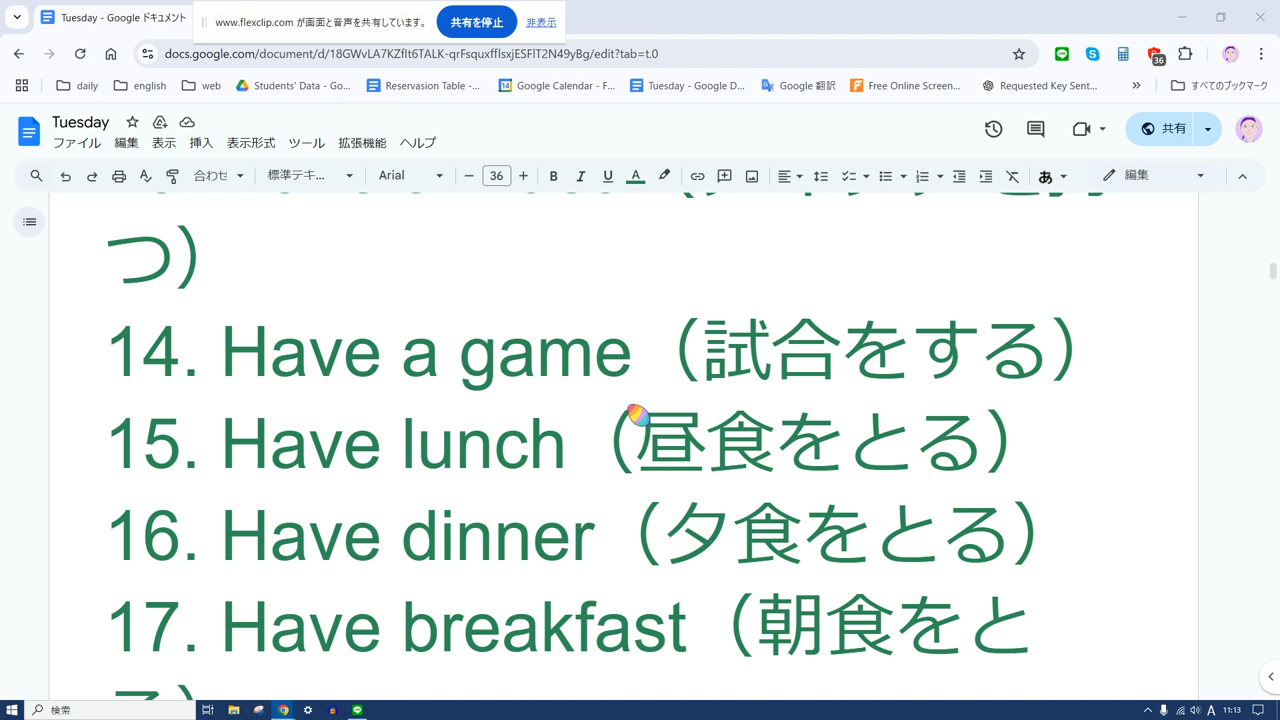 Tuesday - Google ドキュメント
www.flexclip.com が画面と音声を共有しています。 共有を停止 非表示
docs.google.com/document/d/18GWvLA7KZfIt6TALK-qrFsquxfflsxjESFlT2N49yBg/edit?tab=t.0
36
daily english web Students' Data - Go... Reservasion Table -... Google Calendar - F... Tuesday - Google D... Google 翻訳 Free Online Screen... Requested Key Sent... » すべてのブックマーク
Tuesday
共有
ファイル 編集 表示 挿入 表示形式 ツール 拡張機能 ヘルプ
合わせ 標準テキ... Arial 36 B I U A あ 編集
つ）
14. Have a game（試合をする）
15. Have lunch（昼食をとる）
16. Have dinner（夕食をとる）
17. Have breakfast（朝食をと
る）
検索 A 11:13